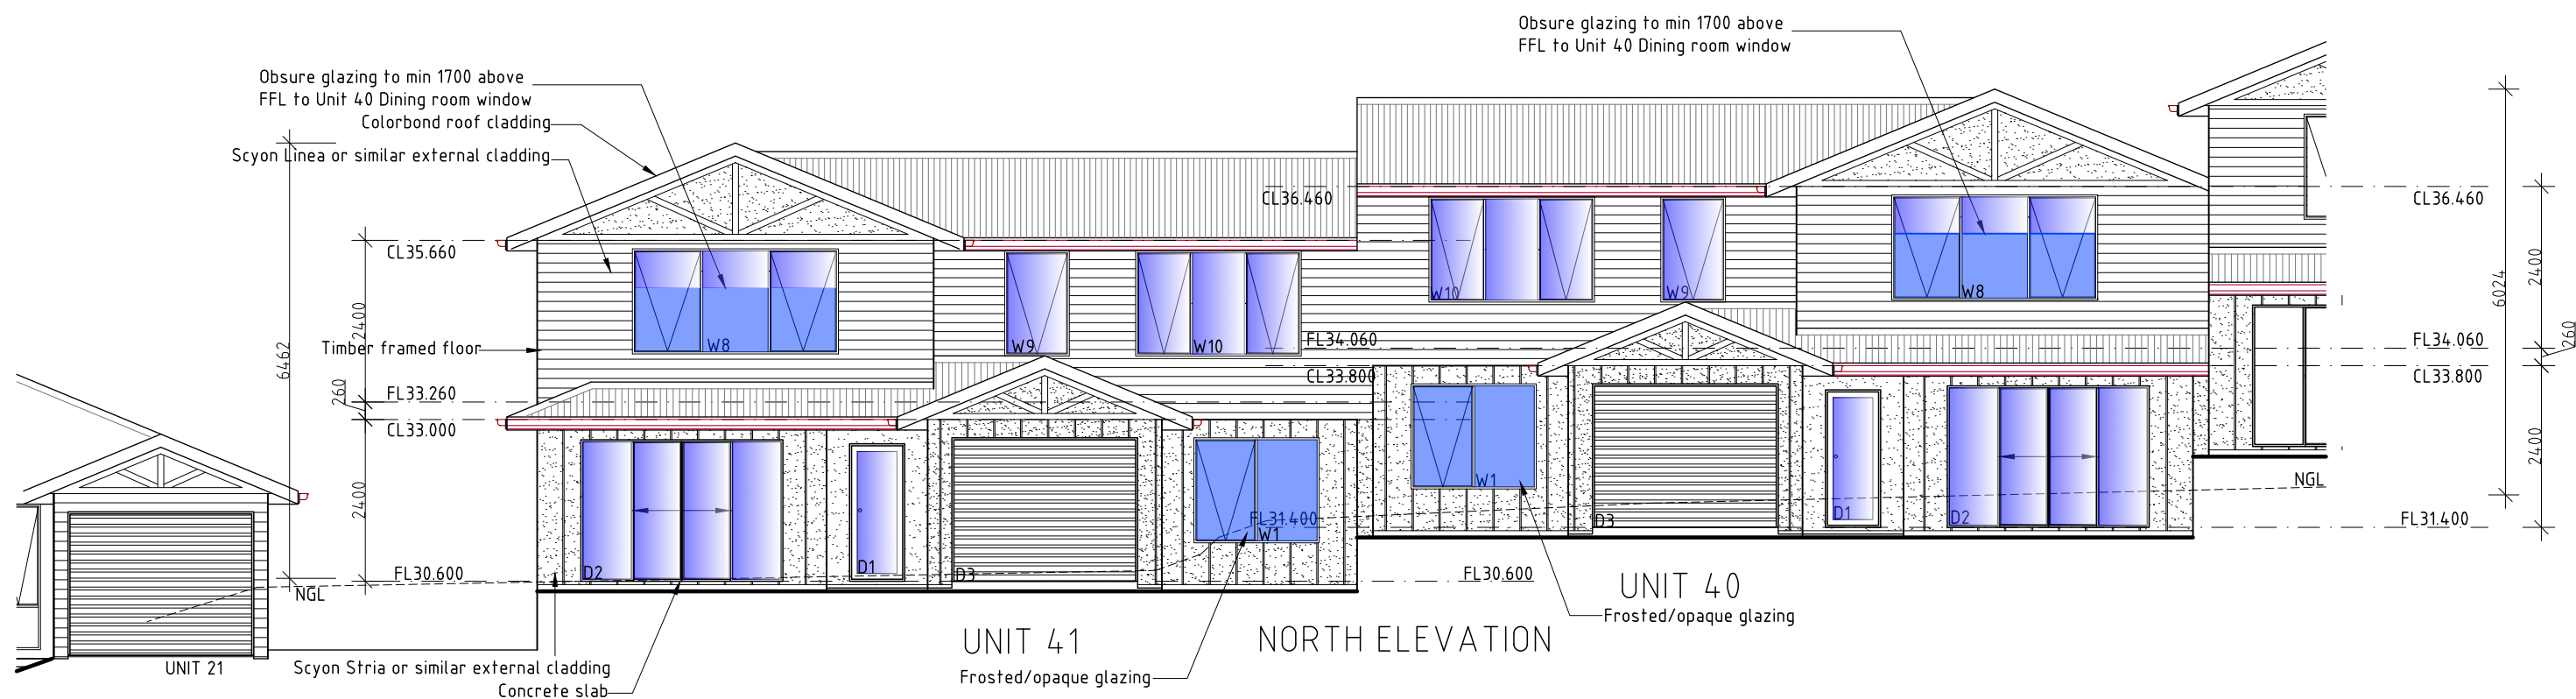 Obsure glazing to min 1700 above
FFL to Unit 40 Dining room window
Obsure glazing to min 1700 above
FFL to Unit 40 Dining room window
Colorbond roof cladding
Scyon Linea or similar external cladding
CL36.460
CL36.460
CL35.660
2400
6462
Timber framed floor
260
FL33.260
CL33.000
2400
FL30.600
NGL
W8
W9
W10
W10
W9
W8
FL34.060
CL33.800
2400
6024
260
FL34.060
CL33.800
2400
NGL
FL31.400
D2
D1
D3
FL31.400
W1
W1
D3
D1
D2
FL30.600
UNIT 40
Frosted/opaque glazing
UNIT 41
NORTH ELEVATION
Frosted/opaque glazing
UNIT 21
Scyon Stria or similar external cladding
Concrete slab